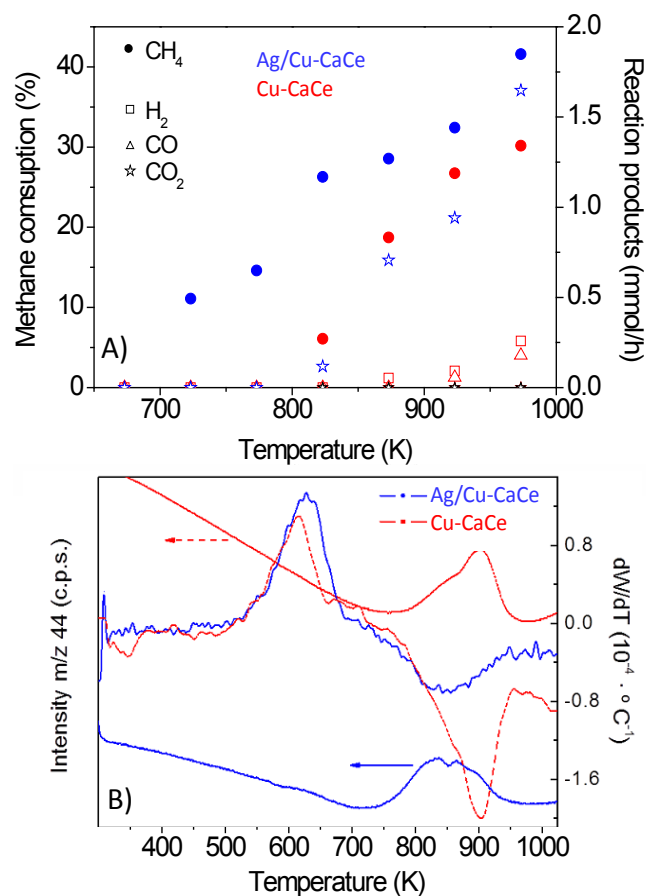 Methane comsuption (%)
40
30
20
10
0
CH4
H2
CO
CO2
Ag/Cu-CaCe
Cu-CaCe
A)
2.0
1.5
1.0
0.5
0.0
Reaction products (mmol/h)
700 800 900 1000
Temperature (K)
Intensity m/z 44 (c.p.s.)
Ag/Cu-CaCe
Cu-CaCe
B)
0.8
0.0
-0.8
-1.6
dW/dT (10⁻⁴ · º C⁻¹)
400 500 600 700 800 900 1000
Temperature (K)